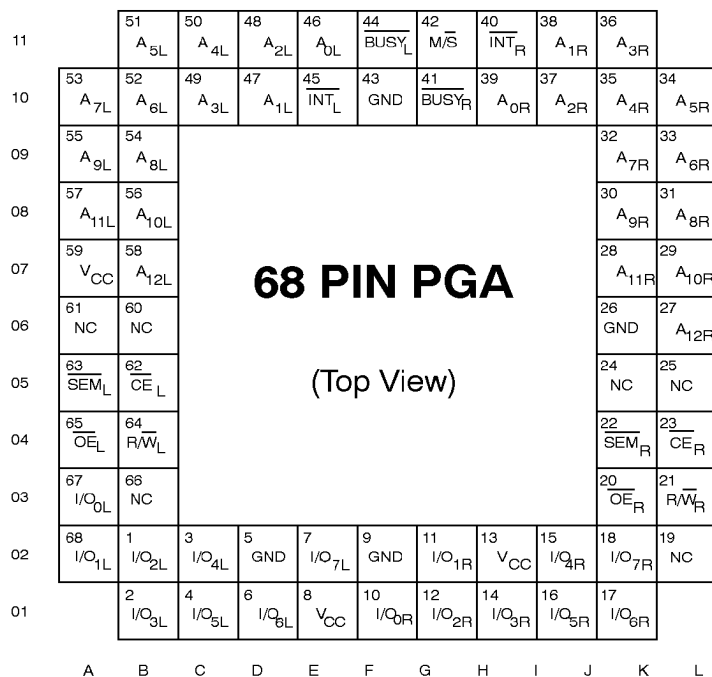 11 51 50 48 46 44 42 40 38 36
A5L A4L A2L A0L BUSYL M/S INTR A1R A3R
53 52 49 47 45 43 41 39 37 35 34
10 A7L A6L A3L A1L INTL GND BUSYR A0R A2R A4R A5R
55 54 32 33
09 A9L A8L A7R A6R
57 56 30 31
08 A11L A10L A9R A8R
59 58 28 29
07 VCC A12L 68 PIN PGA A11R A10R
61 60 26 27
06 NC NC GND A12R
63 62 24 25
05 SEML CEL (Top View) NC NC
65 64 22 23
04 OEL R/WL SEMR CER
67 66 20 21
03 I/O0L NC OER R/WR
68 1 3 5 7 9 11 13 15 18 19
02 I/O1L I/O2L I/O4L GND I/O7L GND I/O1R VCC I/O4R I/O7R NC
2 4 6 8 10 12 14 16 17
01 I/O3L I/O5L I/O6L VCC I/O0R I/O2R I/O3R I/O5R I/O6R
A B C D E F G H I J K L